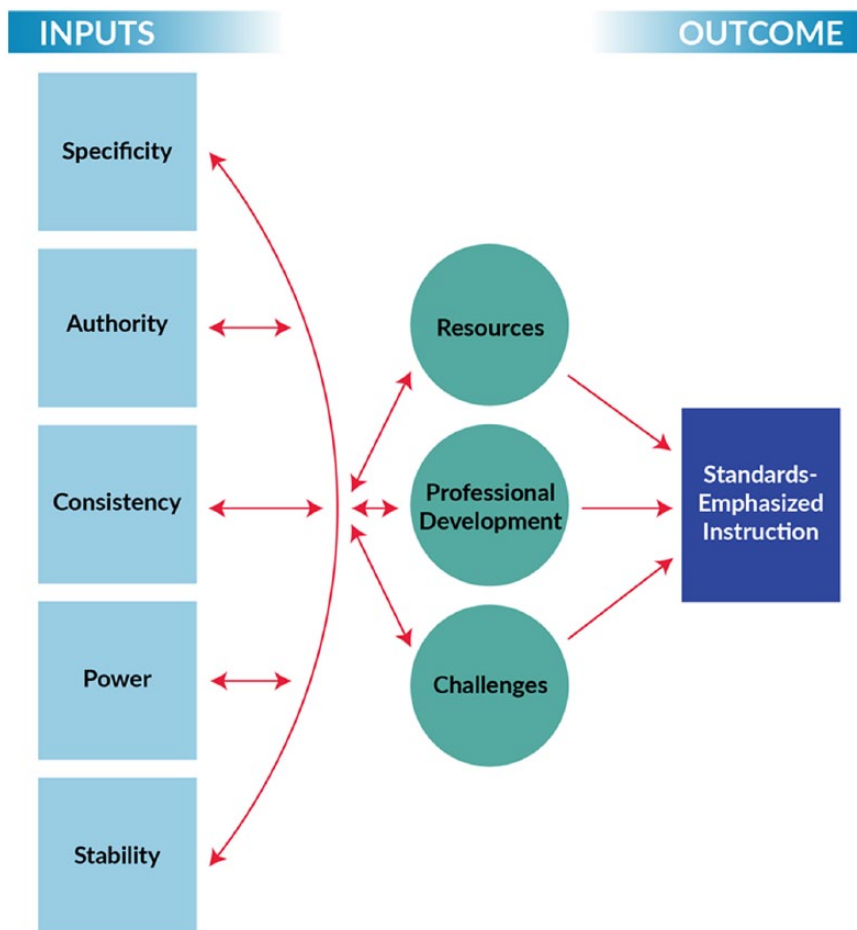 INPUTS
OUTCOME
Specificity
Authority
Consistency
Power
Stability
Resources
Professional
Development
Challenges
Standards-
Emphasized
Instruction